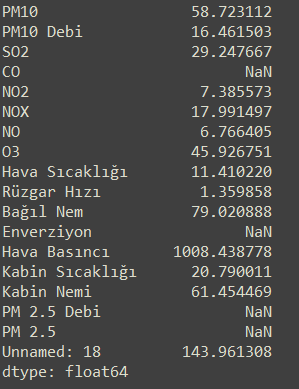 PM10 58.723112
PM10 Debi 16.461503
SO2 29.247667
CO NaN
NO2 7.385573
NOX 17.991497
NO 6.766405
O3 45.926751
Hava Sıcaklığı 11.410220
Rüzgar Hızı 1.359858
Bağıl Nem 79.020888
Enverziyon NaN
Hava Basıncı 1008.438778
Kabin Sıcaklığı 20.790011
Kabin Nemi 61.454469
PM 2.5 Debi NaN
PM 2.5 NaN
Unnamed: 18 143.961308
dtype: float64